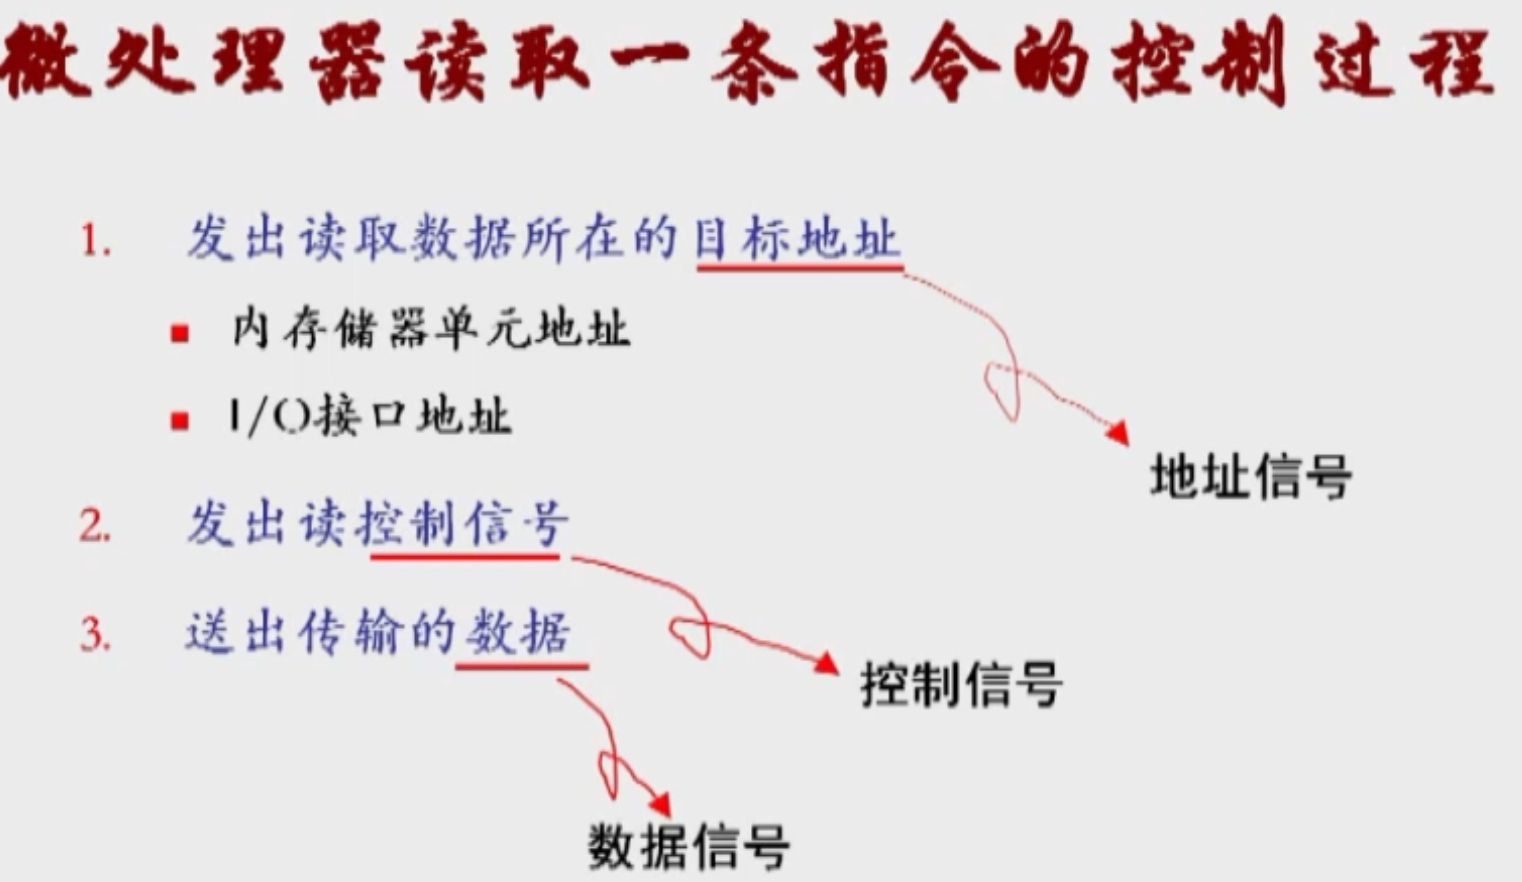 微处理器读取一条指令的控制过程
1. 发出读取数据所在的目标地址
■ 内存储器单元地址
■ I/O接口地址
地址信号
2. 发出读控制信号
3. 送出传输的数据
控制信号
数据信号